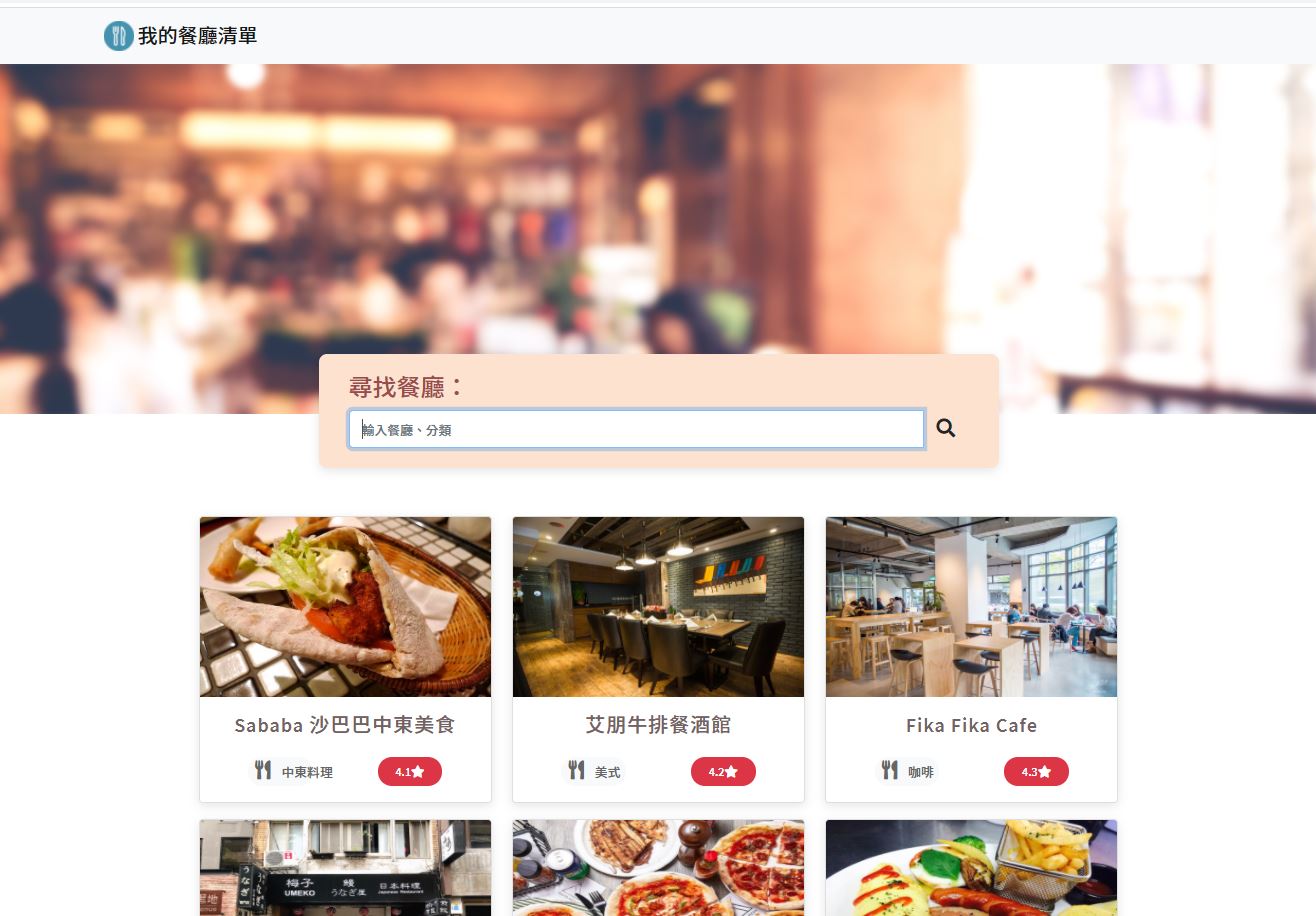 我的餐廳清單
尋找餐廳：
輸入餐廳、分類
Sababa 沙巴巴中東美食
中東料理
4.1
艾朋牛排餐酒館
美式
4.2
Fika Fika Cafe
咖啡
4.3
梅子 鰻 日本料理
UMEKO うなぎ屋 Japanese Restaurant
うなぎ